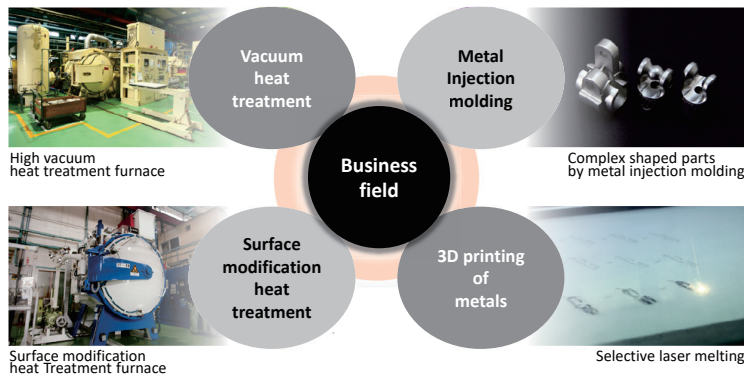 Vacuum
heat
treatment
Metal
Injection
molding
High vacuum
heat treatment furnace
Business
field
Complex shaped parts
by metal injection molding
Surface
modification
heat
treatment
3D printing
of
metals
Surface modification
heat Treatment furnace
Selective laser melting